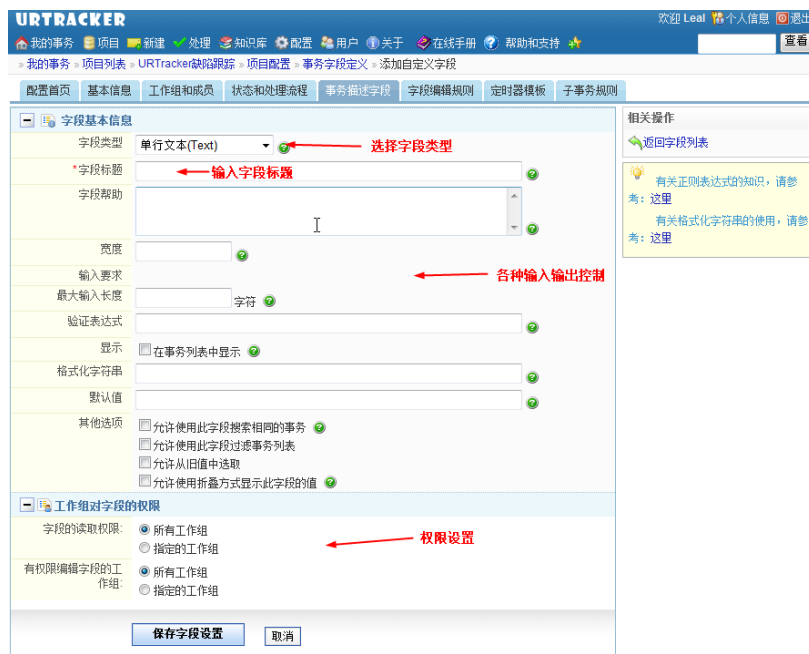 URTRACKER
欢迎 Leal 个人信息 退出
我的事务 项目 新建 处理 知识库 配置 用户 关于 在线手册 帮助和支持 查看
» 我的事务 » 项目列表 » URTracker缺陷跟踪 » 项目配置 » 事务字段定义 » 添加自定义字段
配置首页 基本信息 工作组和成员 状态和处理流程 事务描述字段 字段编辑规则 定时器模板 子事务规则
字段基本信息
字段类型 单行文本(Text) 选择字段类型
*字段标题 输入字段标题
字段帮助
宽度
输入要求 各种输入输出控制
最大输入长度 字符
验证表达式
显示 在事务列表中显示
格式化字符串
默认值
其他选项 允许使用此字段搜索相同的事务
允许使用此字段过滤事务列表
允许从旧值中选取
允许使用折叠方式显示此字段的值
工作组对字段的权限
字段的读取权限: 所有工作组
指定的工作组
权限设置
有权限编辑字段的工 所有工作组
作组: 指定的工作组
保存字段设置 取消
相关操作
返回字段列表
有关正则表达式的知识，请参
考: 这里
有关格式化字符串的使用，请参
考: 这里